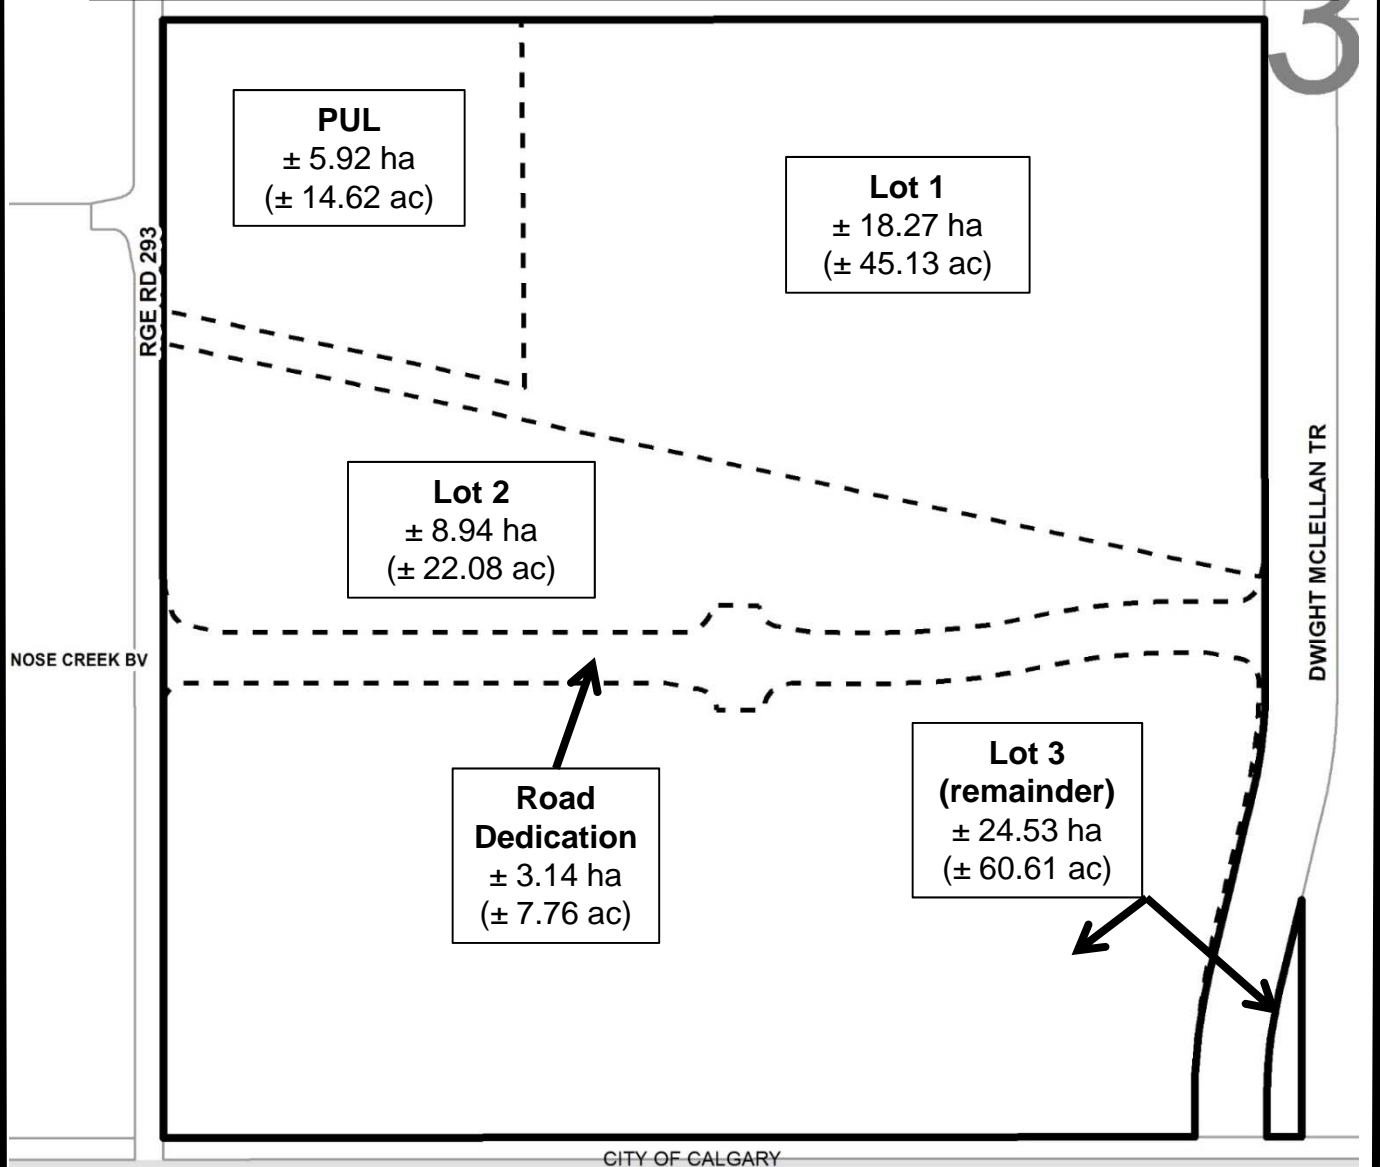 3
PUL
± 5.92 ha
(± 14.62 ac)
Lot 1
± 18.27 ha
(± 45.13 ac)
RGE RD 293
Lot 2
± 8.94 ha
(± 22.08 ac)
DWIGHT MCLELLAN TR
NOSE CREEK BV
Road
Dedication
± 3.14 ha
(± 7.76 ac)
Lot 3
(remainder)
± 24.53 ha
(± 60.61 ac)
CITY OF CALGARY